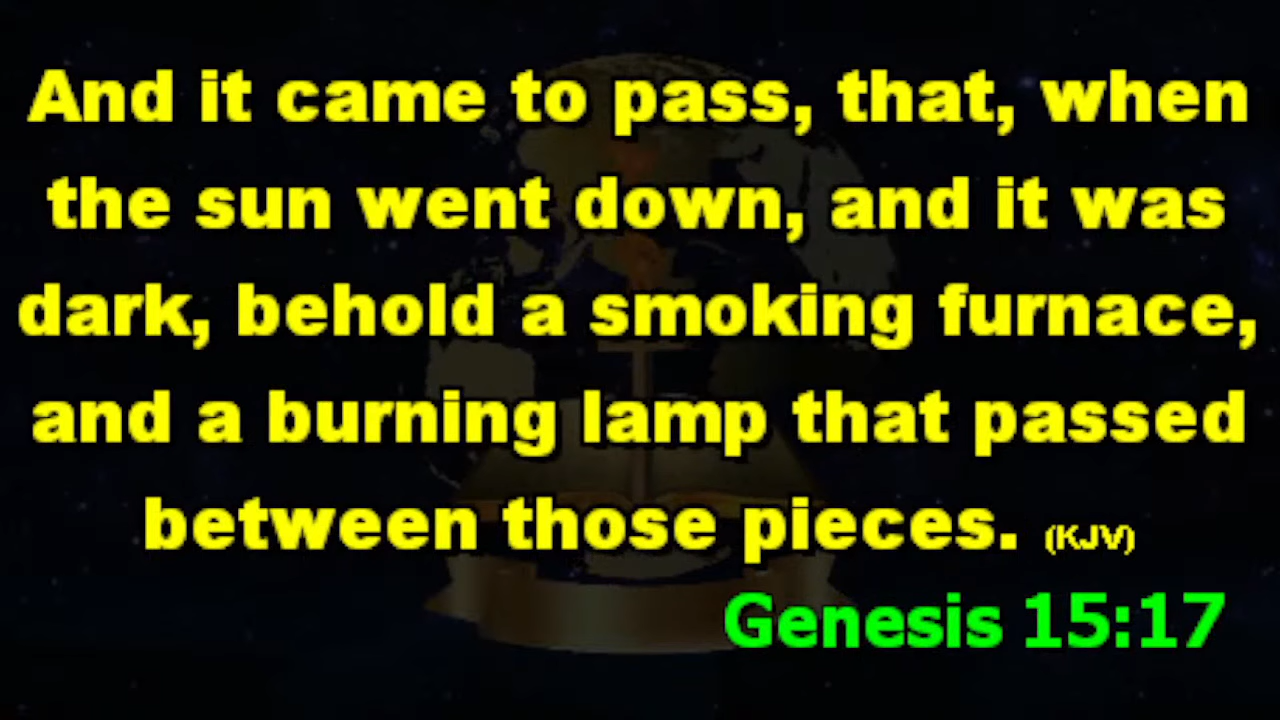 And it came to pass, that, when
the sun went down, and it was
dark, behold a smoking furnace,
and a burning lamp that passed
between those pieces. (KJV)
Genesis 15:17